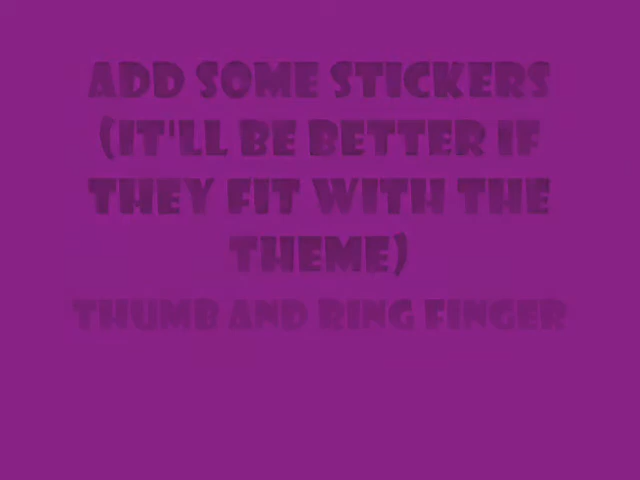 ADD SOME STICKERS
(IT'LL BE BETTER IF
THEY FIT WITH THE
THEME)
THUMB AND RING FINGER